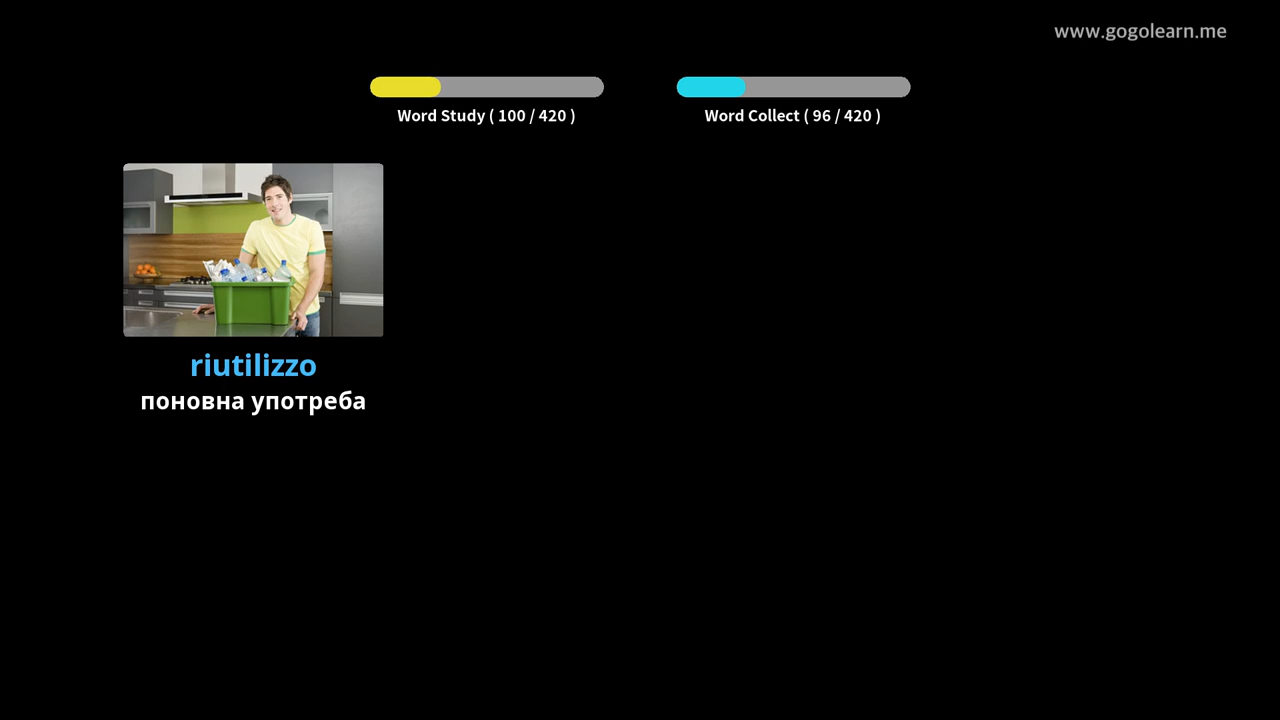 www.gogolearn.me
Word Study ( 100 / 420 )
Word Collect ( 96 / 420 )
riutilizzo
поновна употреба